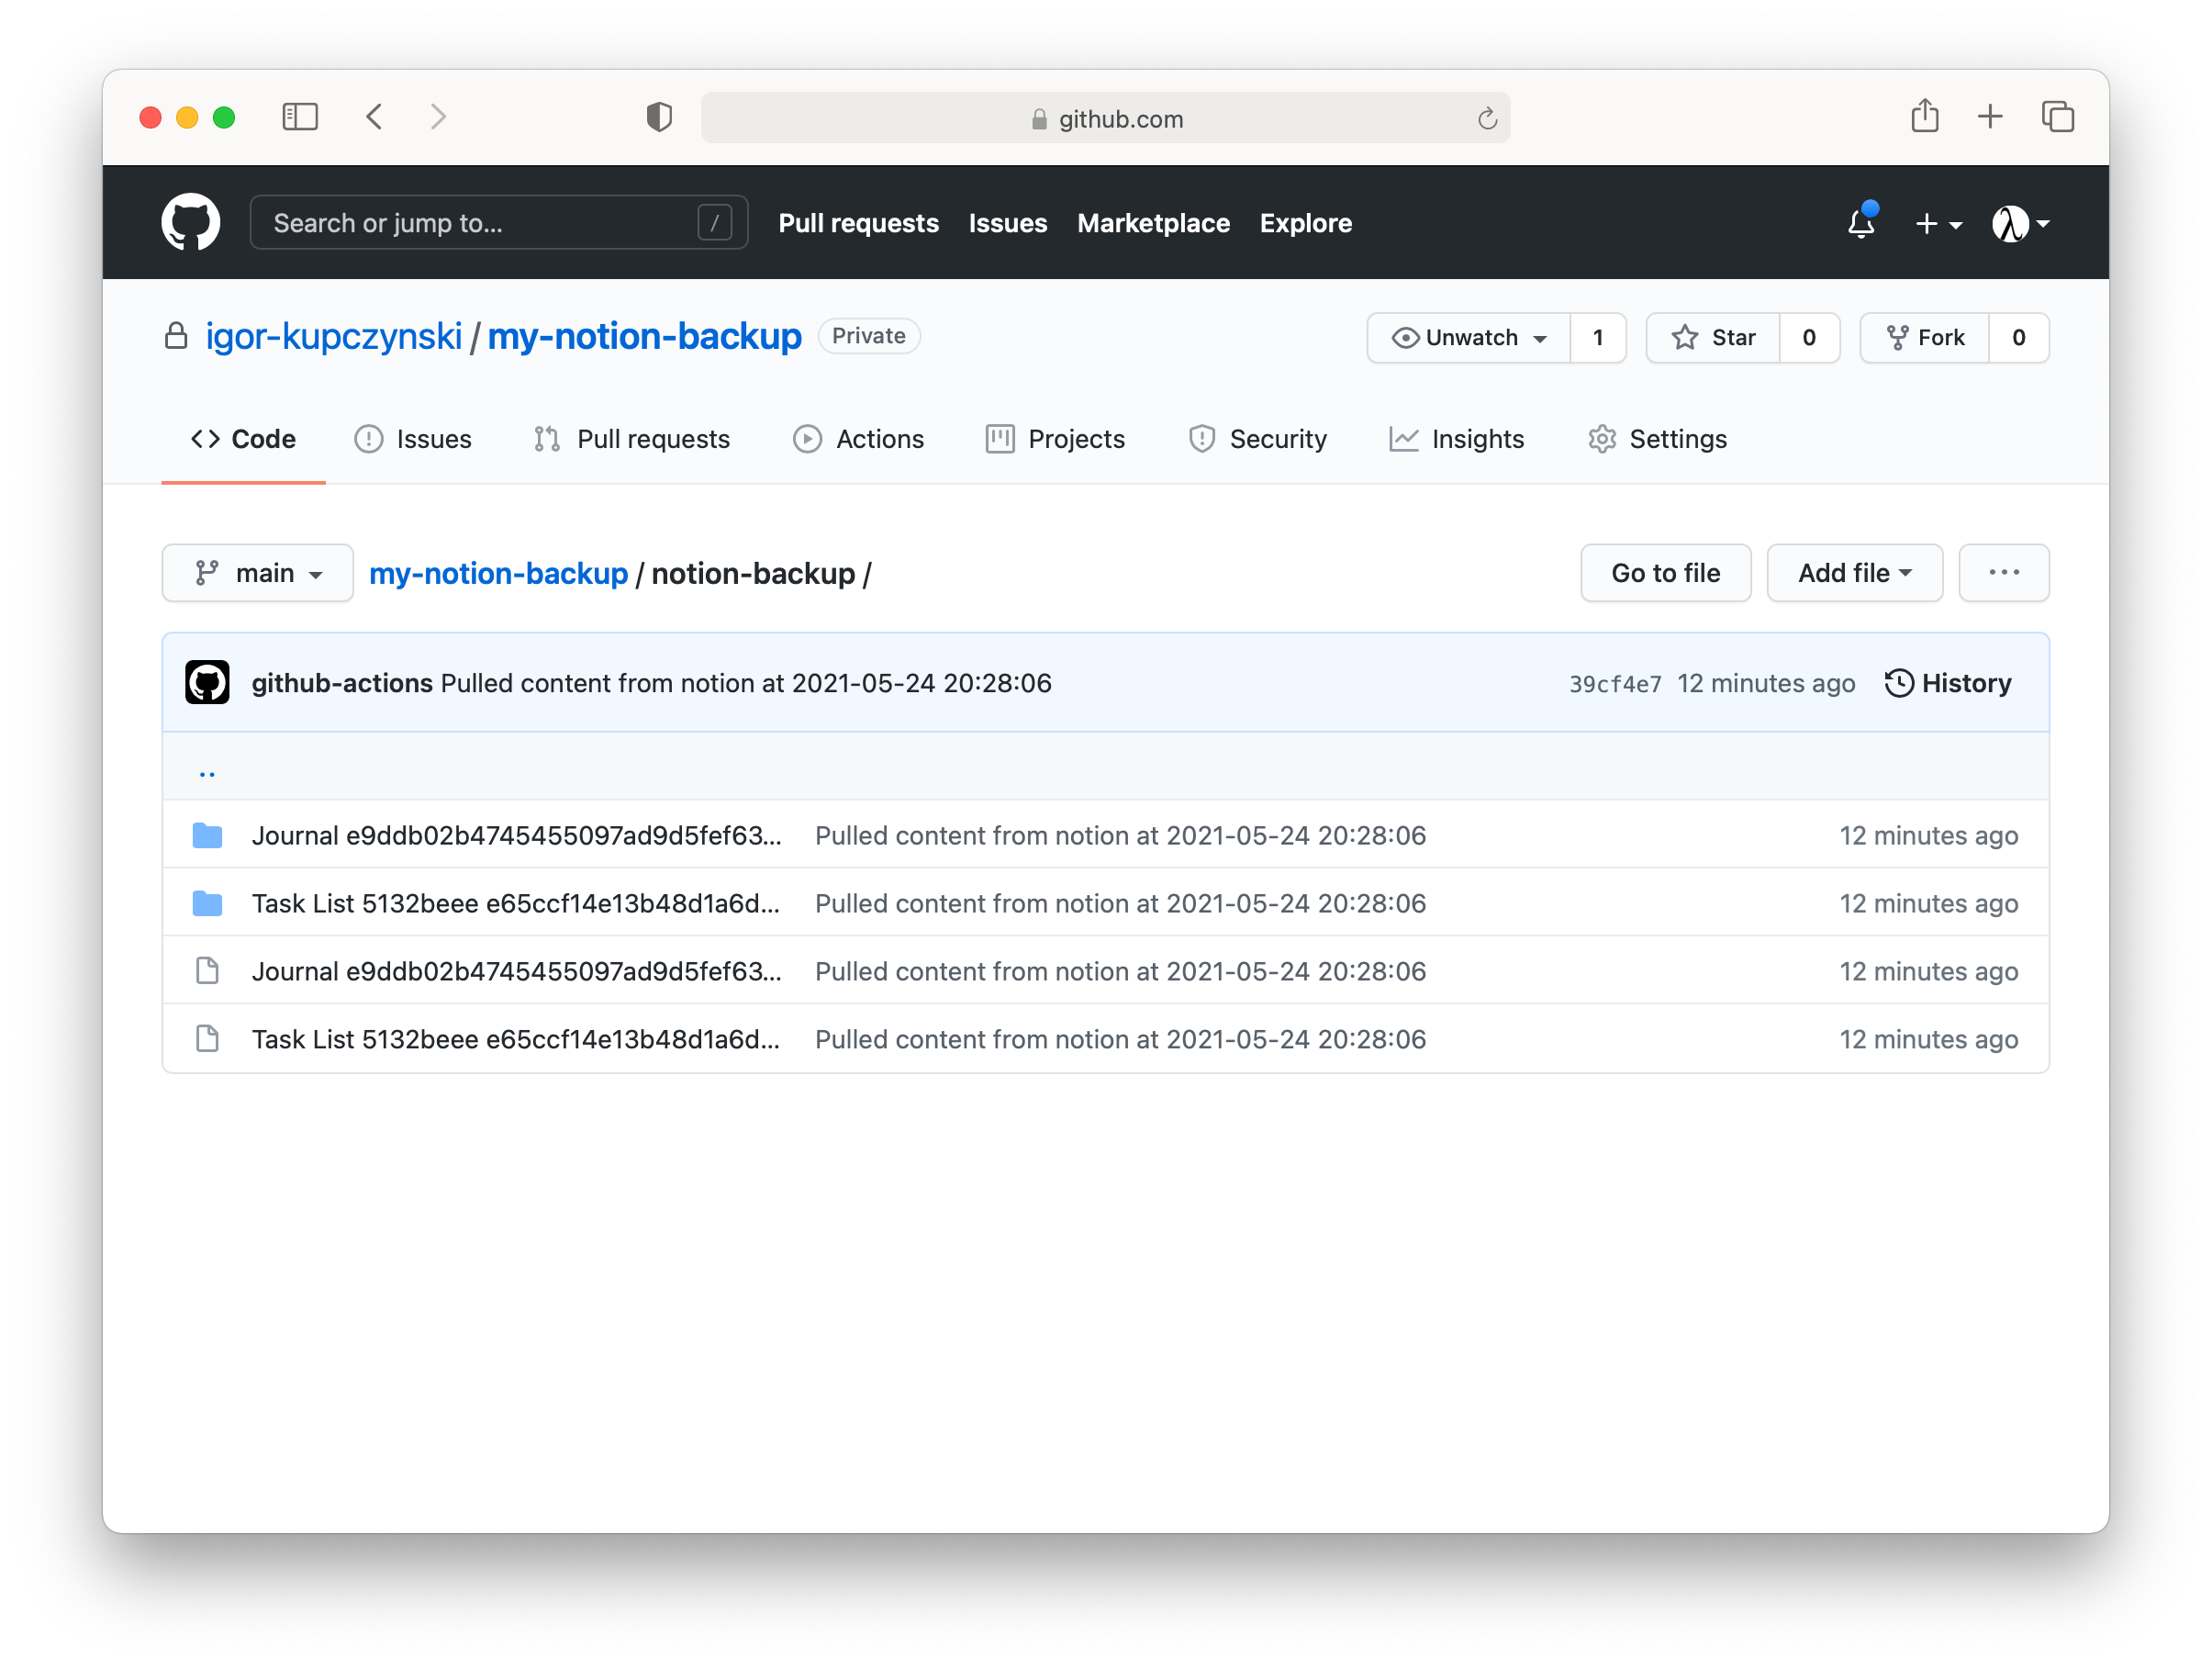 github.com
Search or jump to... / Pull requests Issues Marketplace Explore
igor-kupczynski / my-notion-backup Private Unwatch 1 Star 0 Fork 0
Code Issues Pull requests Actions Projects Security Insights Settings
main my-notion-backup / notion-backup / Go to file Add file ...
github-actions Pulled content from notion at 2021-05-24 20:28:06 39cf4e7 12 minutes ago History
..
Journal e9ddb02b4745455097ad9d5fef63... Pulled content from notion at 2021-05-24 20:28:06 12 minutes ago
Task List 5132beee e65ccf14e13b48d1a6d... Pulled content from notion at 2021-05-24 20:28:06 12 minutes ago
Journal e9ddb02b4745455097ad9d5fef63... Pulled content from notion at 2021-05-24 20:28:06 12 minutes ago
Task List 5132beee e65ccf14e13b48d1a6d... Pulled content from notion at 2021-05-24 20:28:06 12 minutes ago